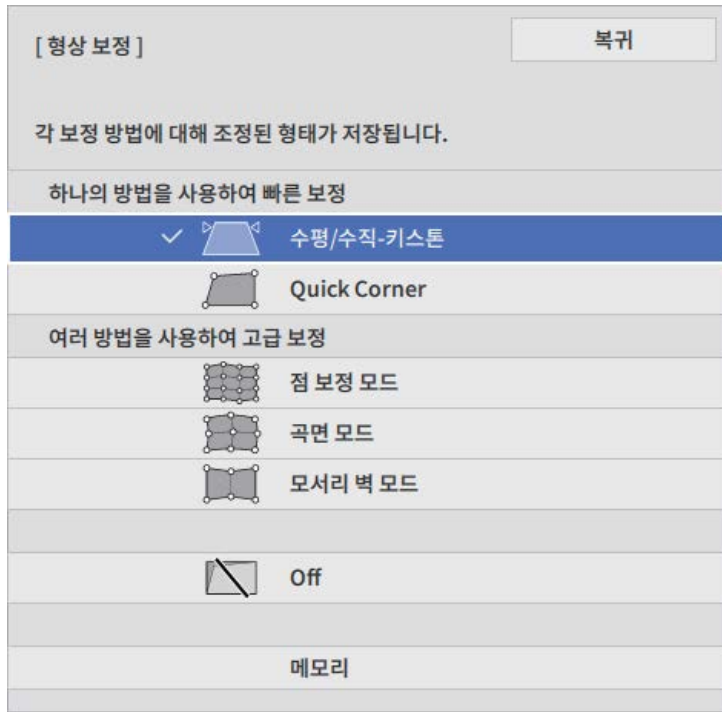 [ 형상 보정 ]
복귀
각 보정 방법에 대해 조정된 형태가 저장됩니다.
하나의 방법을 사용하여 빠른 보정
수평/수직-키스톤
Quick Corner
여러 방법을 사용하여 고급 보정
점 보정 모드
곡면 모드
모서리 벽 모드
Off
메모리